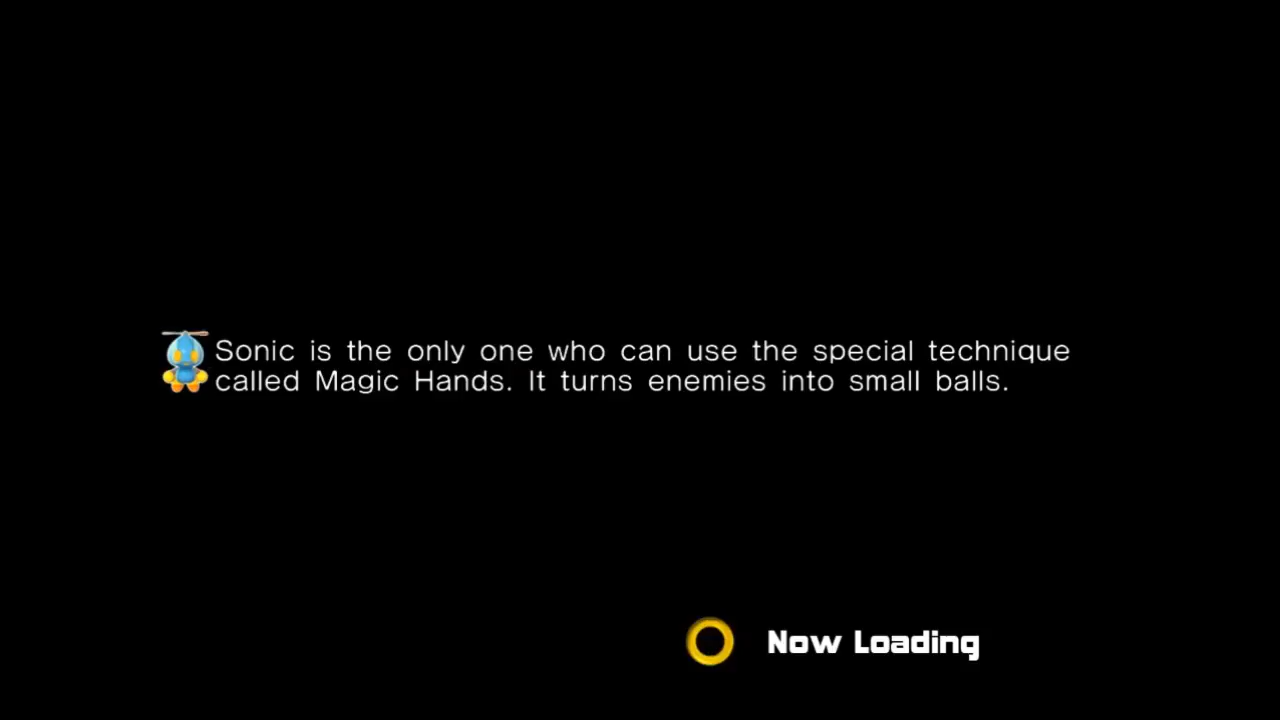 Sonic is the only one who can use the special technique
called Magic Hands. It turns enemies into small balls.
Now Loading